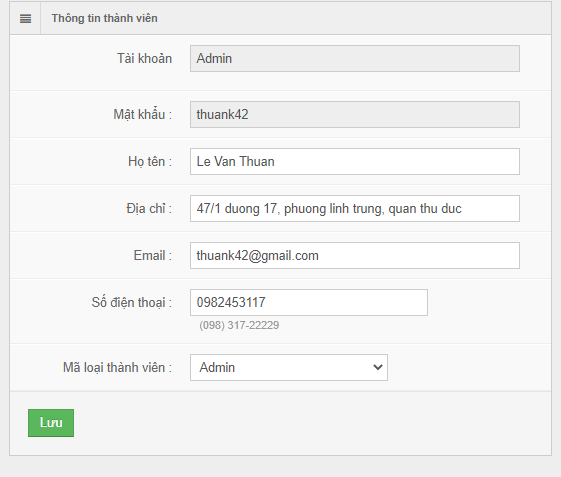 Thông tin thành viên
Tài khoản Admin
Mật khẩu : thuank42
Họ tên : Le Van Thuan
Địa chỉ : 47/1 duong 17, phuong linh trung, quan thu duc
Email : thuank42@gmail.com
Số điện thoại : 0982453117
(098) 317-22229
Mã loại thành viên : Admin
Lưu